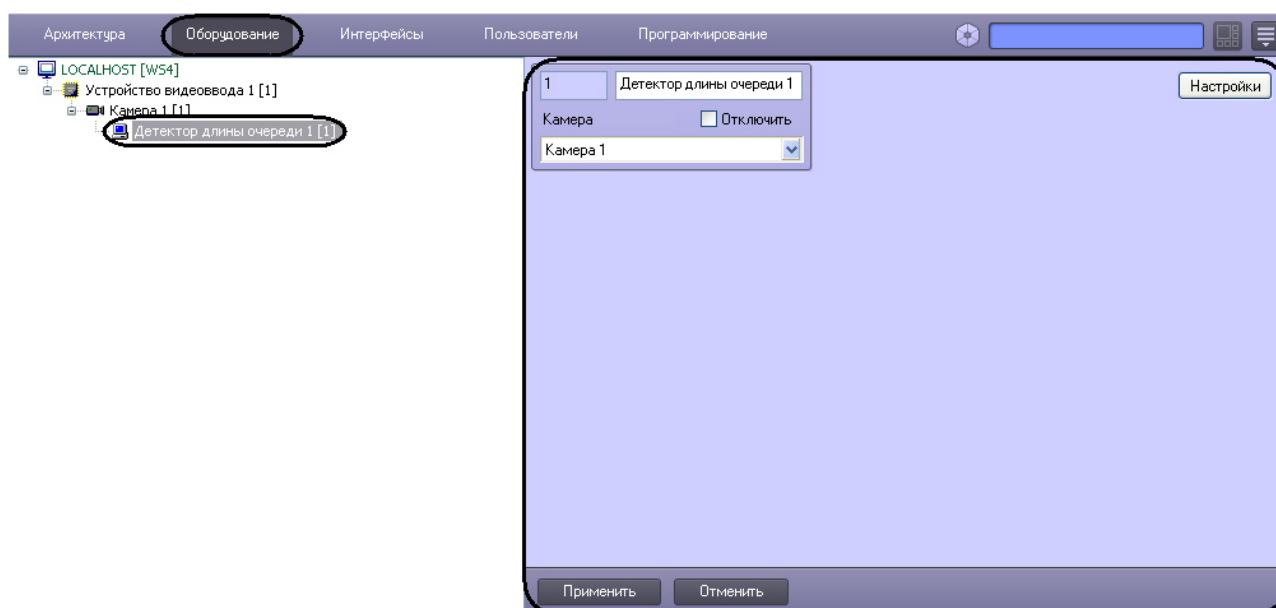 Архитектура Оборудование Интерфейсы Пользователи Программирование
LOCALHOST [WS4]
Устройство видеоввода 1 [1]
Камера 1 [1]
Детектор длины очереди 1 [1]
1 Детектор длины очереди 1
Настройки
Камера Отключить
Камера 1
Применить Отменить